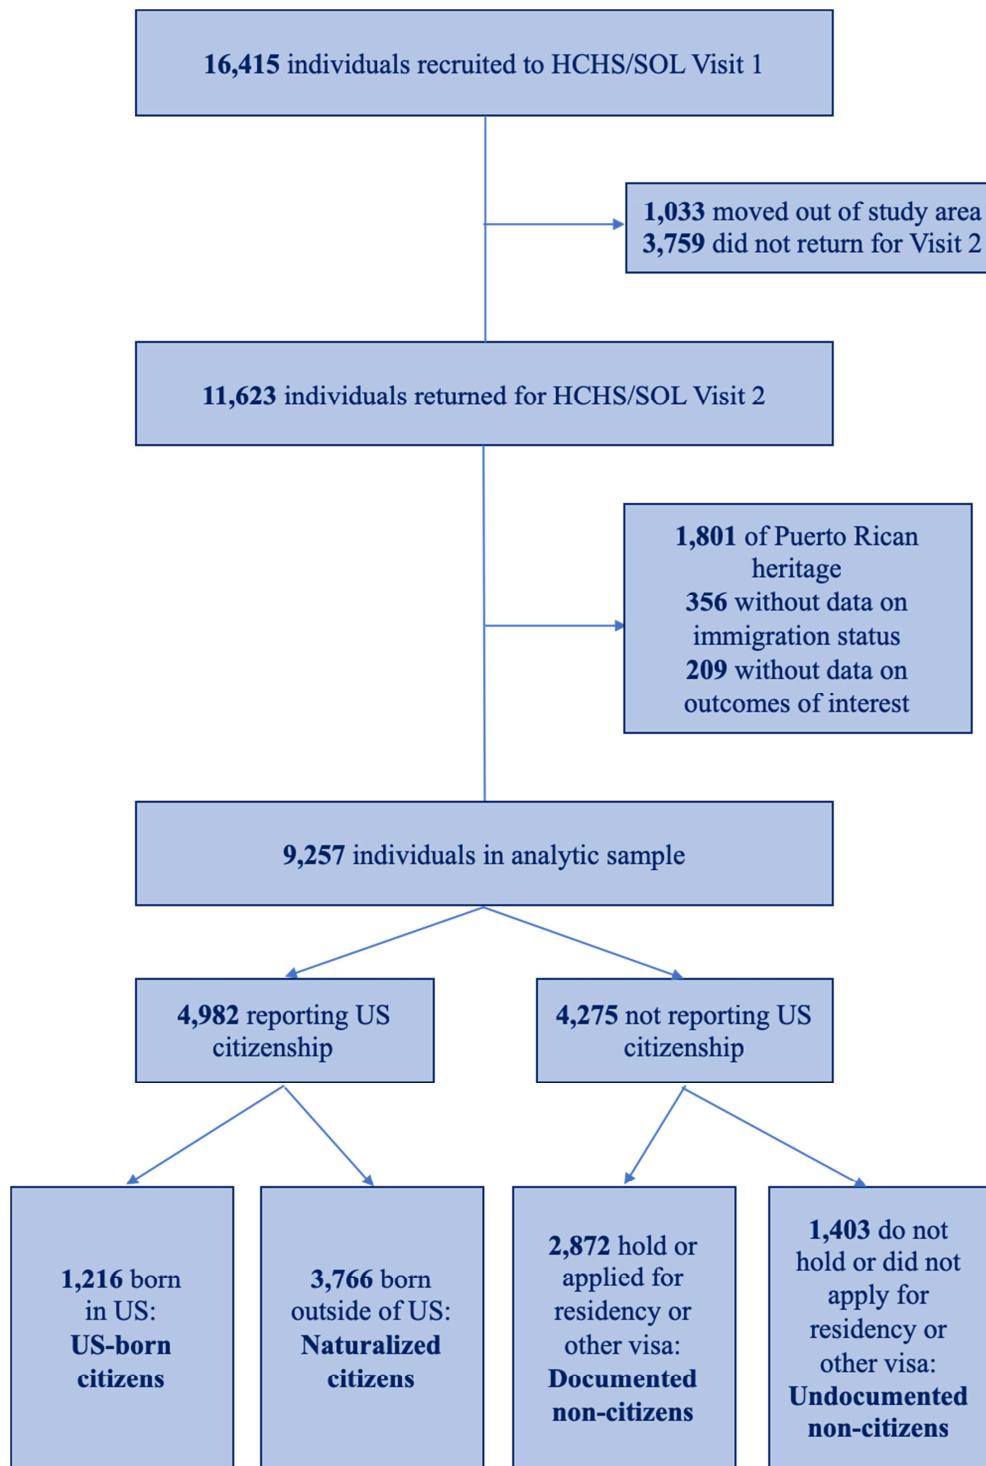 16,415 individuals recruited to HCHS/SOL Visit 1
1,033 moved out of study area
3,759 did not return for Visit 2
11,623 individuals returned for HCHS/SOL Visit 2
1,801 of Puerto Rican
heritage
356 without data on
immigration status
209 without data on
outcomes of interest
9,257 individuals in analytic sample
4,982 reporting US
citizenship
4,275 not reporting US
citizenship
1,216 born
in US:
US-born
citizens
3,766 born
outside of US:
Naturalized
citizens
2,872 hold or
applied for
residency or
other visa:
Documented
non-citizens
1,403 do not
hold or did not
apply for
residency or
other visa:
Undocumented
non-citizens